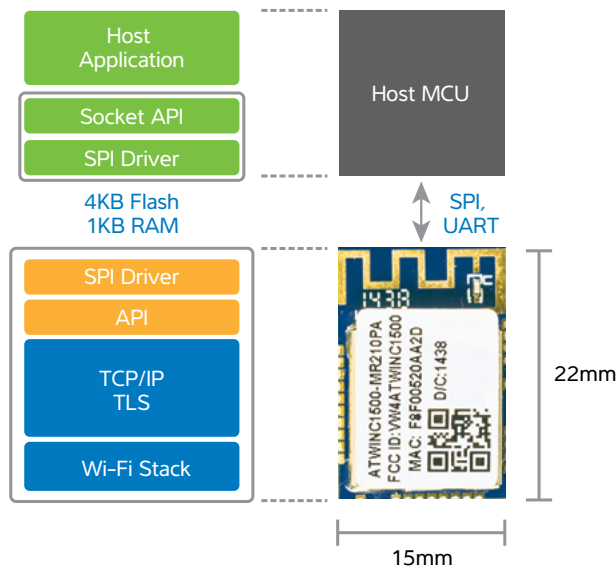 Host
Application
Host MCU
Socket API
SPI Driver
4KB Flash
1KB RAM
SPI,
UART
SPI Driver
API
TCP/IP
TLS
Wi-Fi Stack
1438
ATWINC1500-MR210PA
FCC ID:VW4ATWINC1500
MAC: F8F00520AA2D
D/C:1438
22mm
15mm